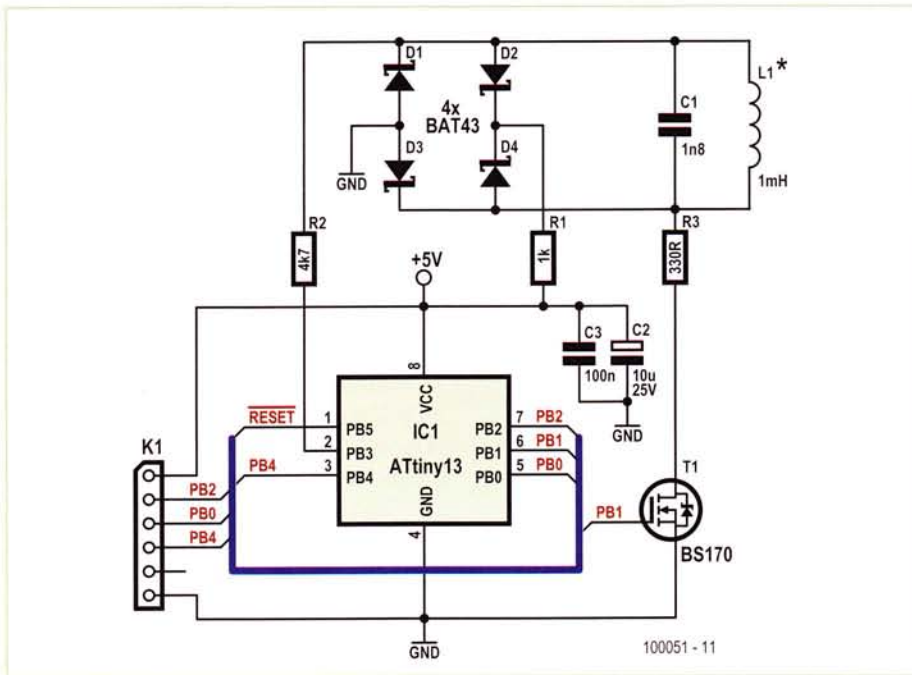 D1
D2
L1 *
4x
BAT43
C1
1n8
D3
D4
GND
1mH
R2
4k7
R1
1k
R3
330R
+5V
C3
100n
C2
10u
25V
GND
8
VCC
RESET
1
PB5
IC1
PB2
7
PB2
2
PB3
ATtiny13
PB1
6
PB1
PB4
3
PB4
PB0
5
PB0
GND
4
K1
PB2
PB0
PB4
T1
PB1
BS170
GND
100051 - 11